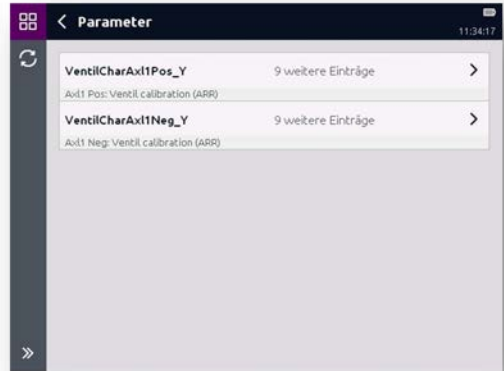 Parameter
11:34:17
VentilCharAxl1Pos_Y 9 weitere Einträge
Axl1 Pos: Ventil calibration (ARR)
VentilCharAxl1Neg_Y 9 weitere Einträge
Axl1 Neg: Ventil calibration (ARR)